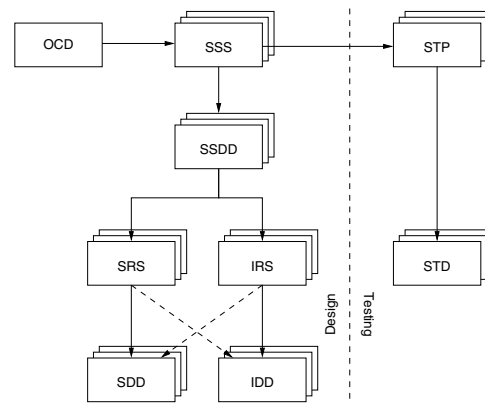 OCD
SSS
STP
SSDD
SRS
IRS
STD
Design
Testing
SDD
IDD